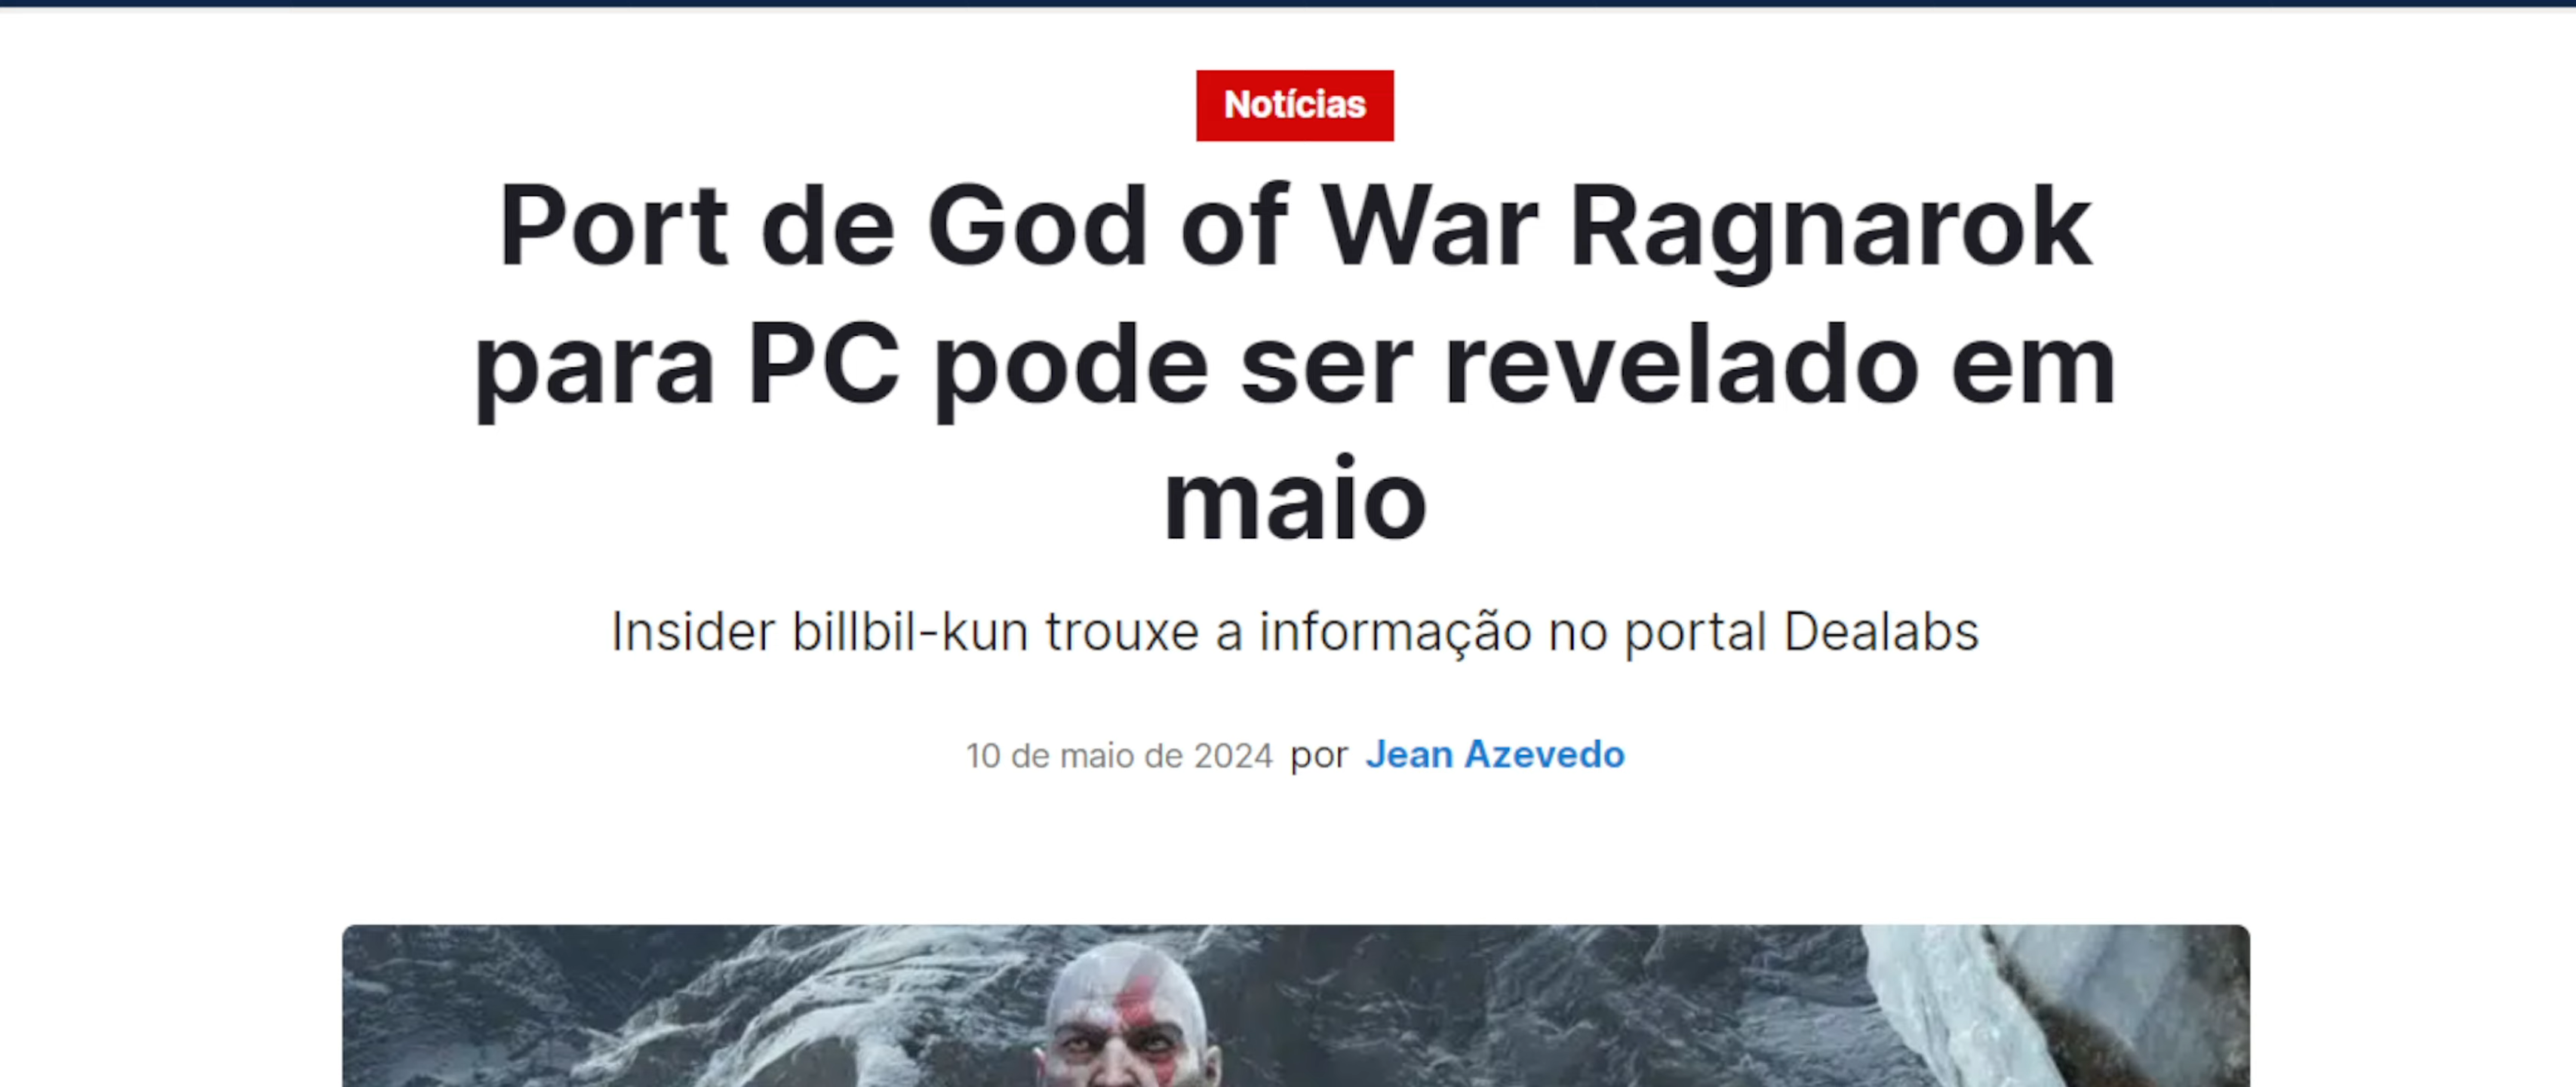 Notícias
Port de God of War Ragnarok
para PC pode ser revelado em
maio
Insider billbil-kun trouxe a informação no portal Dealabs
10 de maio de 2024 por Jean Azevedo